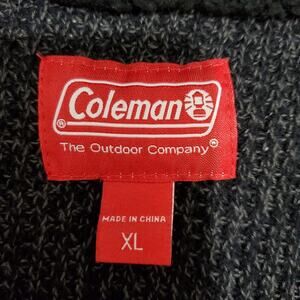 Coleman®
The Outdoor Company®
MADE IN CHINA
XL